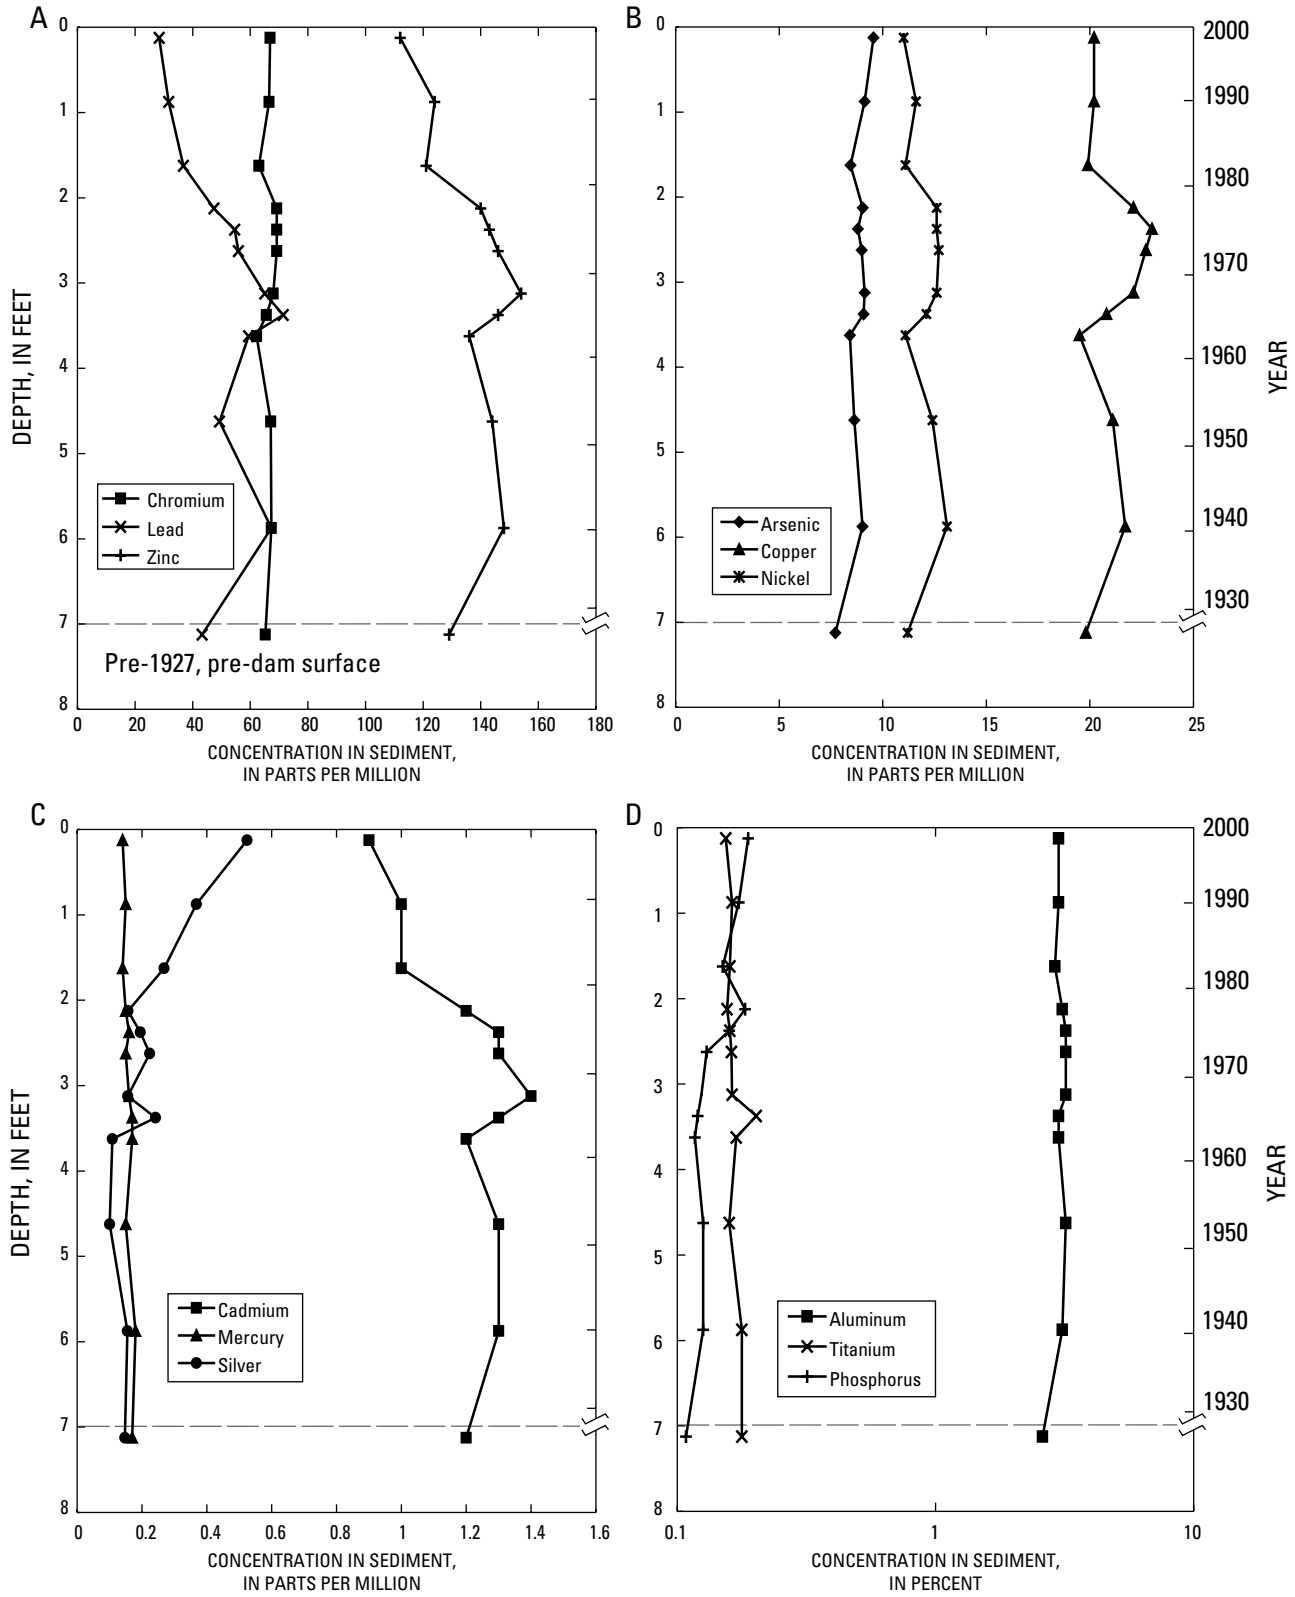 A
0
1
2
3
4
5
6
7
8
DEPTH, IN FEET
Chromium
Lead
Zinc
Pre-1927, pre-dam surface
0 20 40 60 80 100 120 140 160 180
CONCENTRATION IN SEDIMENT,
IN PARTS PER MILLION
B
0
1
2
3
4
5
6
7
8
Arsenic
Copper
Nickel
2000
1990
1980
1970
1960
1950
1940
1930
YEAR
0 5 10 15 20 25
CONCENTRATION IN SEDIMENT,
IN PARTS PER MILLION
C
0
1
2
3
4
5
6
7
8
DEPTH, IN FEET
Cadmium
Mercury
Silver
0 0.2 0.4 0.6 0.8 1 1.2 1.4 1.6
CONCENTRATION IN SEDIMENT,
IN PARTS PER MILLION
D
0
1
2
3
4
5
6
7
8
Aluminum
Titanium
Phosphorus
2000
1990
1980
1970
1960
1950
1940
1930
YEAR
0.1 1 10
CONCENTRATION IN SEDIMENT,
IN PERCENT